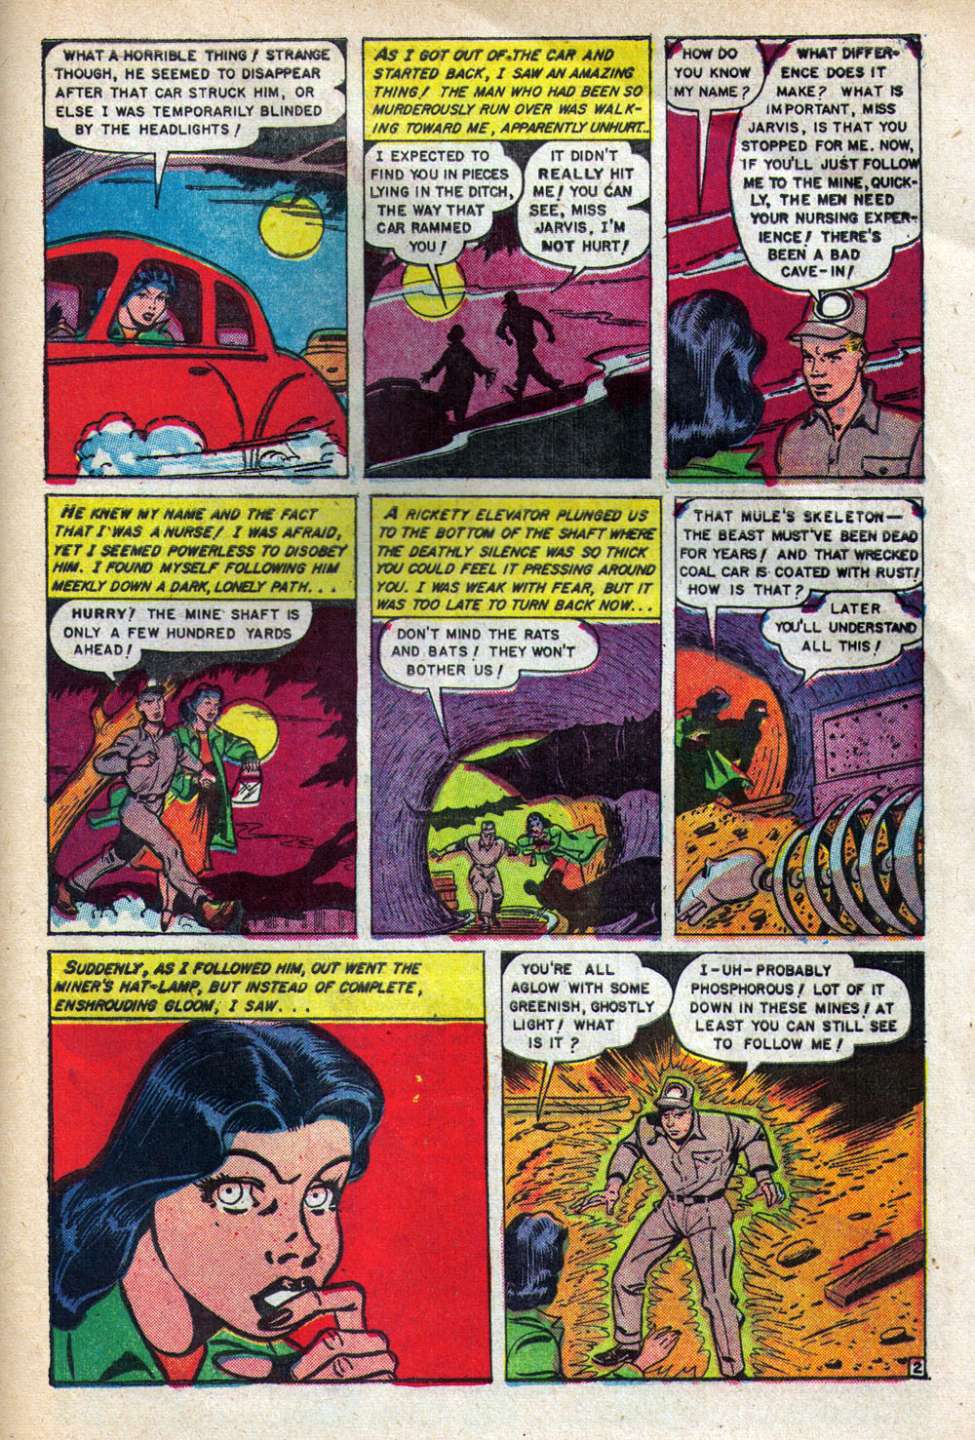 WHAT A HORRIBLE THING! STRANGE
THOUGH, HE SEEMED TO DISAPPEAR
AFTER THAT CAR STRUCK HIM, OR
ELSE I WAS TEMPORARILY BLINDED
BY THE HEADLIGHTS!
AS I GOT OUT OF THE CAR AND
STARTED BACK, I SAW AN AMAZING
THING! THE MAN WHO HAD BEEN SO
MURDEROUSLY RUN OVER WAS WALK-
ING TOWARD ME, APPARENTLY UNHURT...
I EXPECTED TO
FIND YOU IN PIECES
LYING IN THE DITCH,
THE WAY THAT
CAR RAMMED
YOU!
IT DIDN'T
REALLY HIT
ME! YOU CAN
SEE, MISS
JARVIS, I'M
NOT HURT!
HOW DO
YOU KNOW
MY NAME?
WHAT DIFFER-
ENCE DOES IT
MAKE? WHAT IS
IMPORTANT, MISS
JARVIS, IS THAT YOU
STOPPED FOR ME. NOW,
IF YOU'LL JUST FOLLOW
ME TO THE MINE, QUICK-
LY, THE MEN NEED
YOUR NURSING EXPER-
IENCE! THERE'S
BEEN A BAD
CAVE-IN!
HE KNEW MY NAME AND THE FACT
THAT I WAS A NURSE! I WAS AFRAID,
YET I SEEMED POWERLESS TO DISOBEY
HIM. I FOUND MYSELF FOLLOWING HIM
MEEKLY DOWN A DARK, LONELY PATH...
HURRY! THE MINE SHAFT IS
ONLY A FEW HUNDRED YARDS
AHEAD!
A RICKETY ELEVATOR PLUNGED US
TO THE BOTTOM OF THE SHAFT WHERE
THE DEATHLY SILENCE WAS SO THICK
YOU COULD FEEL IT PRESSING AROUND
YOU. I WAS WEAK WITH FEAR, BUT IT
WAS TOO LATE TO TURN BACK NOW...
DON'T MIND THE RATS
AND BATS! THEY WON'T
BOTHER US!
THAT MULE'S SKELETON—
THE BEAST MUST'VE BEEN DEAD
FOR YEARS! AND THAT WRECKED
COAL CAR IS COATED WITH RUST!
HOW IS THAT?
LATER
YOU'LL UNDERSTAND
ALL THIS!
SUDDENLY, AS I FOLLOWED HIM, OUT WENT THE
MINER'S HAT-LAMP, BUT INSTEAD OF COMPLETE,
ENSHROUDING GLOOM, I SAW...
YOU'RE ALL
AGLOW WITH SOME
GREENISH, GHOSTLY
LIGHT! WHAT
IS IT?
I-UH-PROBABLY
PHOSPHOROUS! LOT OF IT
DOWN IN THESE MINES! AT
LEAST YOU CAN STILL SEE
TO FOLLOW ME!
2